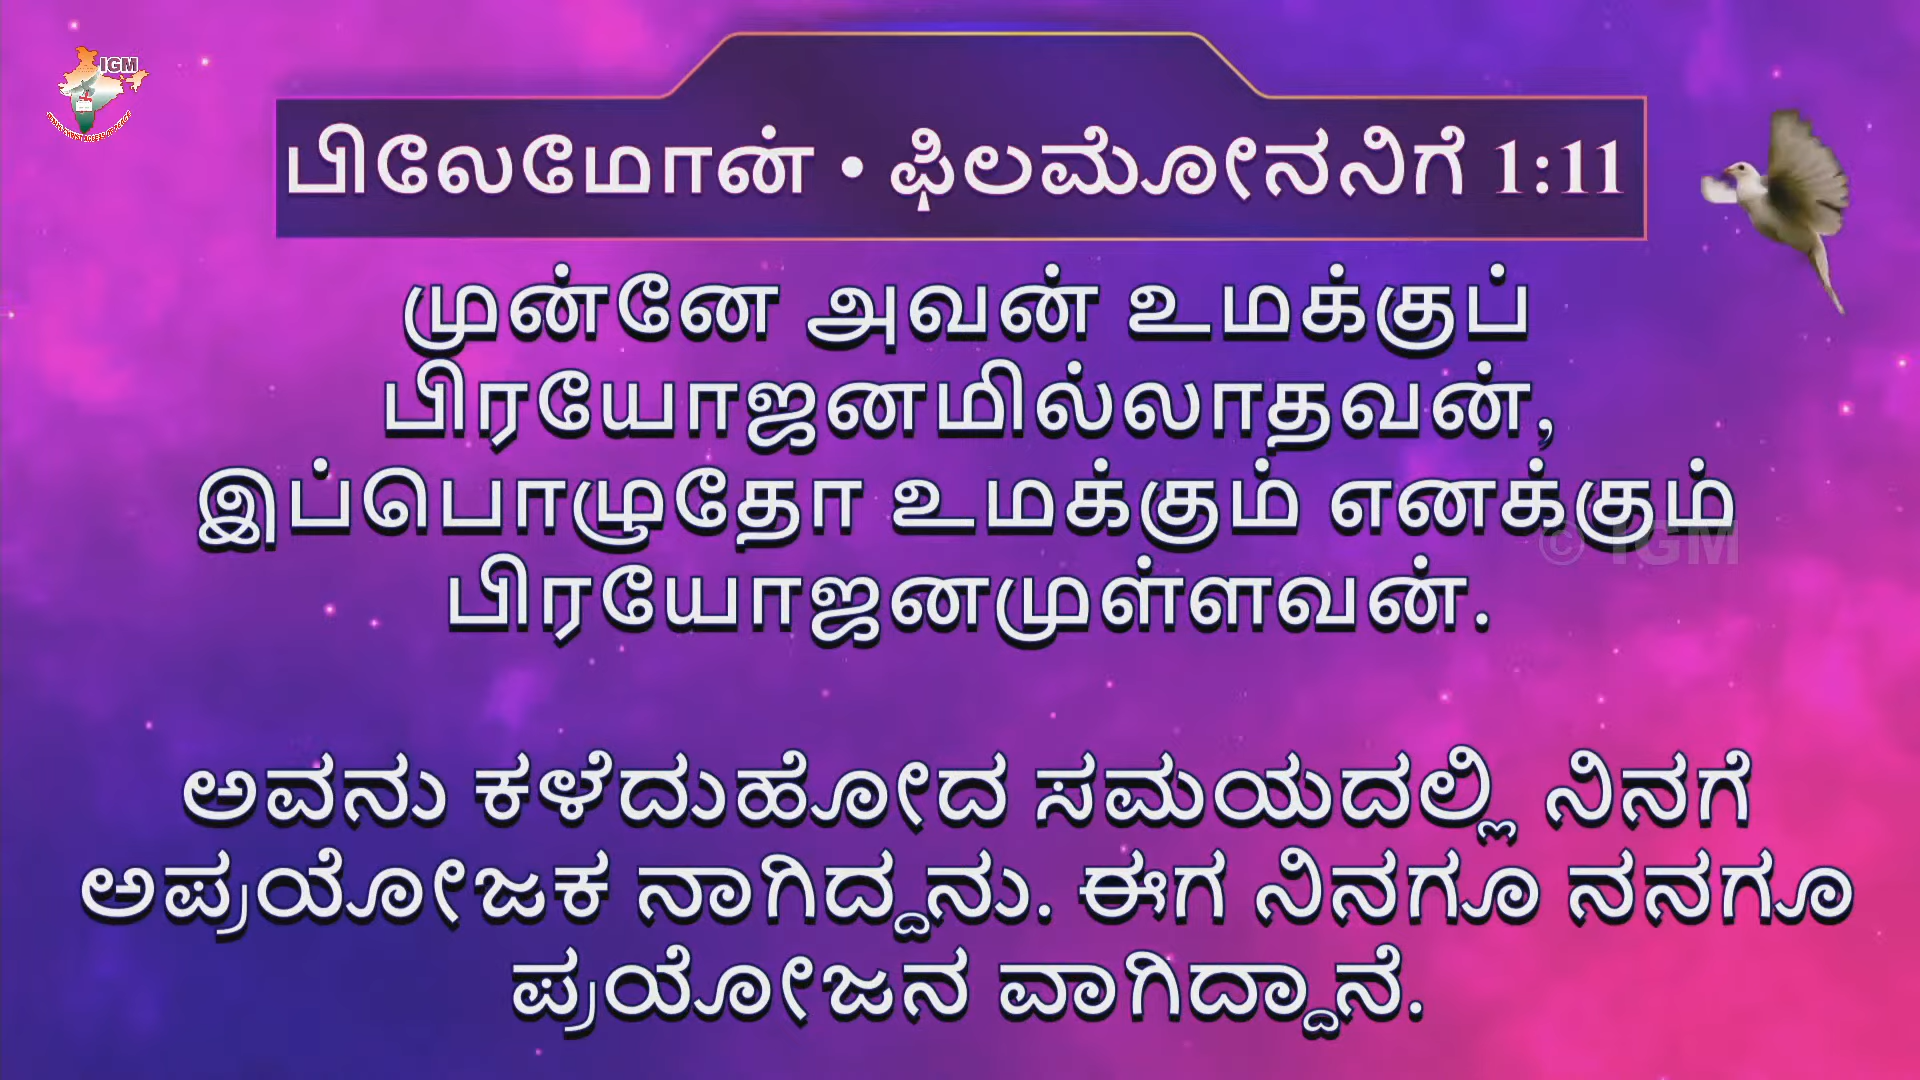 IGM
பிலேமோன் • ಫಿಲಮೋನನಿಗೆ 1:11
முன்னே அவன் உமக்குப்
பிரயோஜனமில்லாதவன்,
இப்பொழுதோ உமக்கும் எனக்கும்
© IGM
பிரயோஜனமுள்ளவன்.
ಅವನು ಕಳೆದುಹೋದ ಸಮಯದಲ್ಲಿ ನಿನಗೆ
ಅಪ್ರಯೋಜಕ ನಾಗಿದ್ದನು. ಈಗ ನಿನಗೂ ನನಗೂ
ಪ್ರಯೋಜನ ವಾಗಿದ್ದಾನೆ.